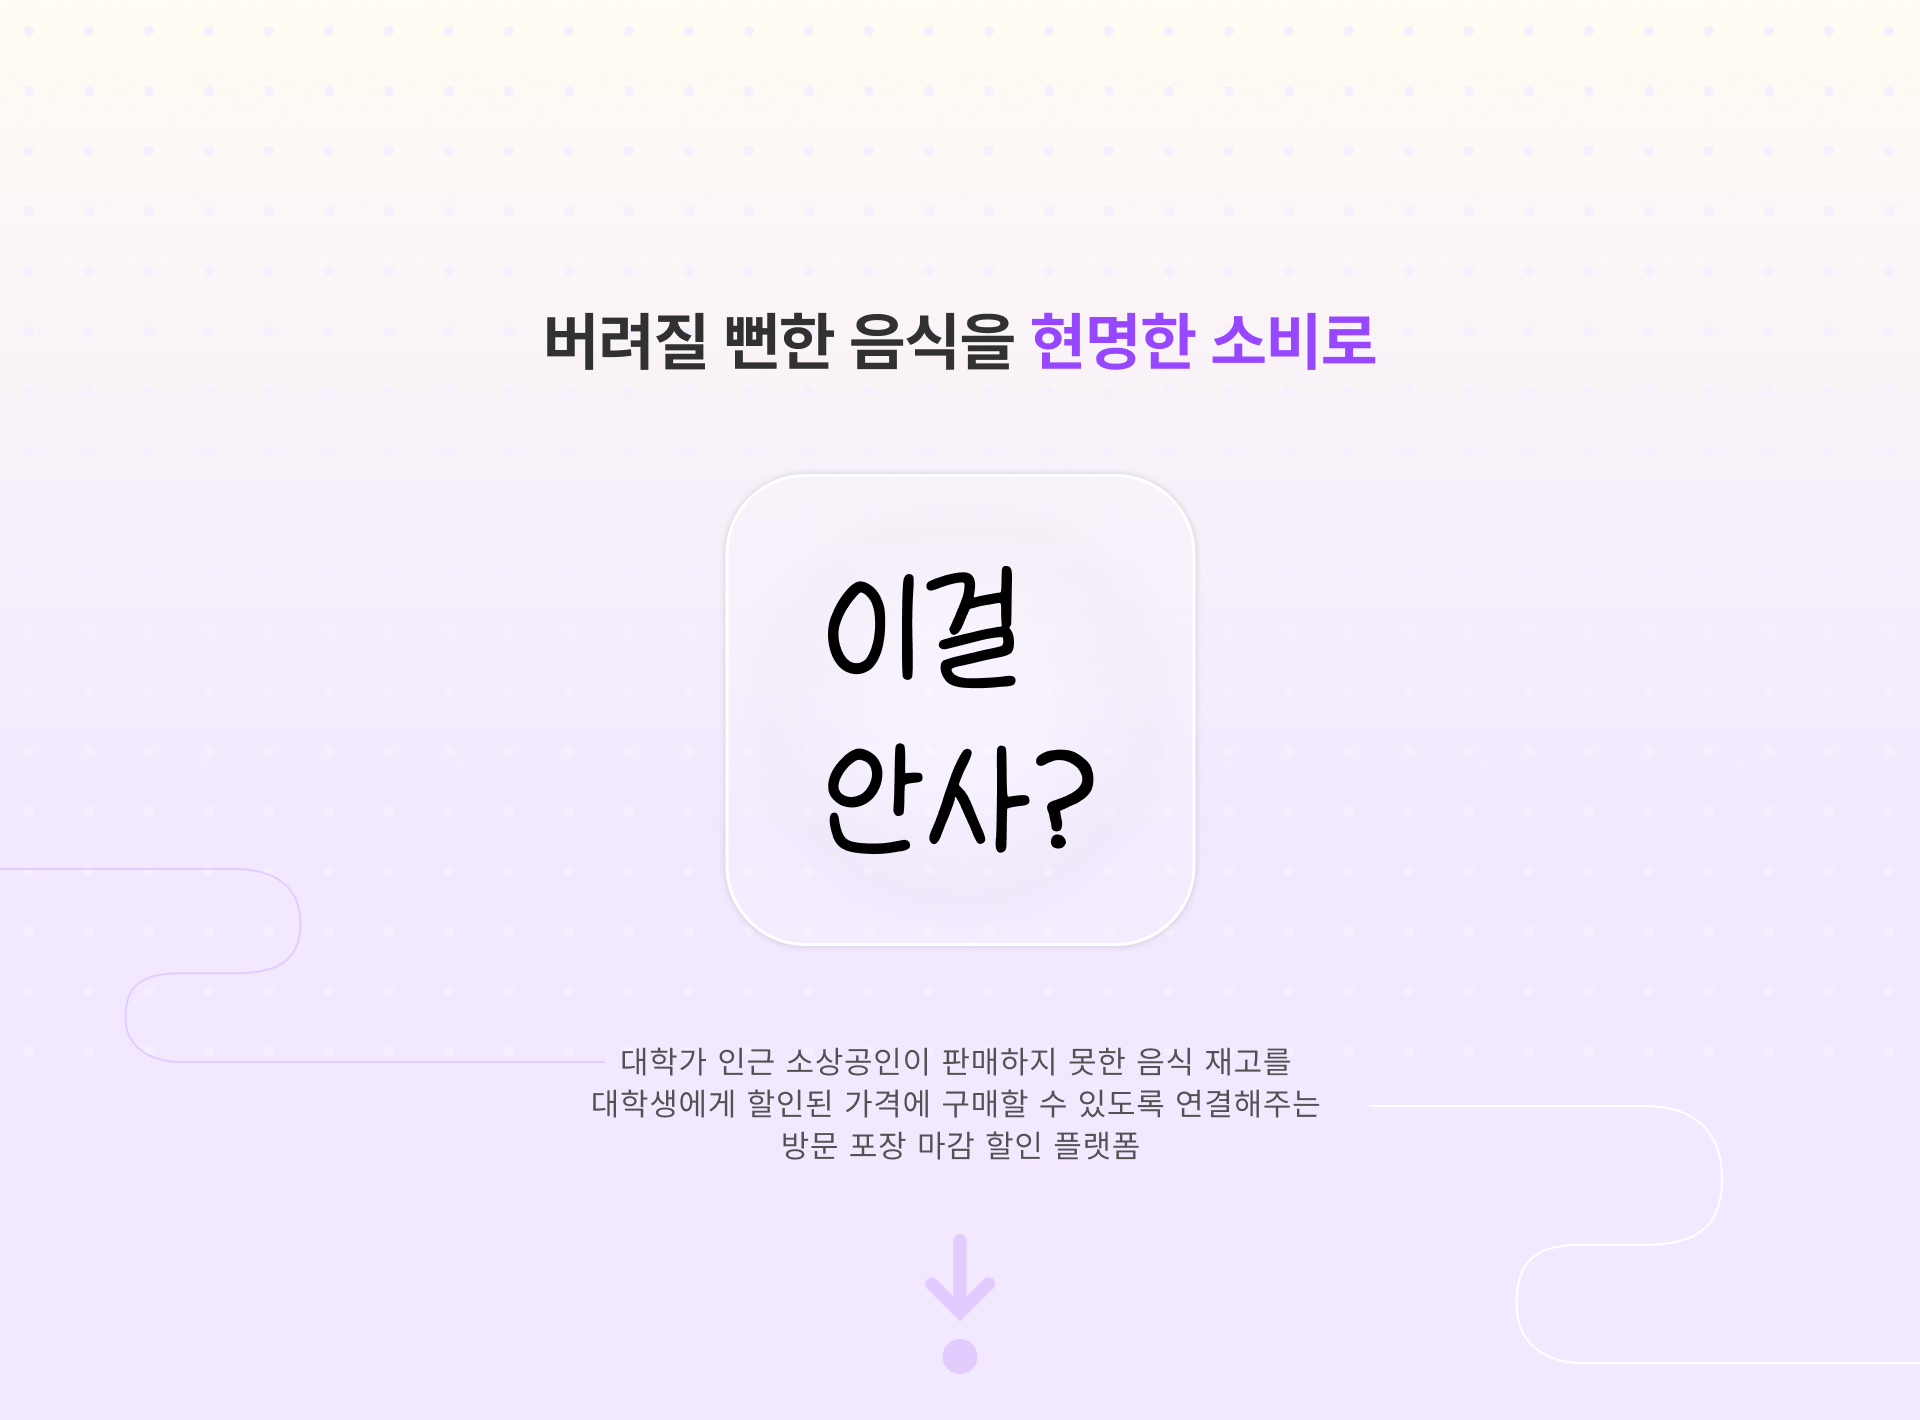 버려질 뻔한 음식을 현명한 소비로
이걸
안사?
대학가 인근 소상공인이 판매하지 못한 음식 재고를
대학생에게 할인된 가격에 구매할 수 있도록 연결해주는
방문 포장 마감 할인 플랫폼